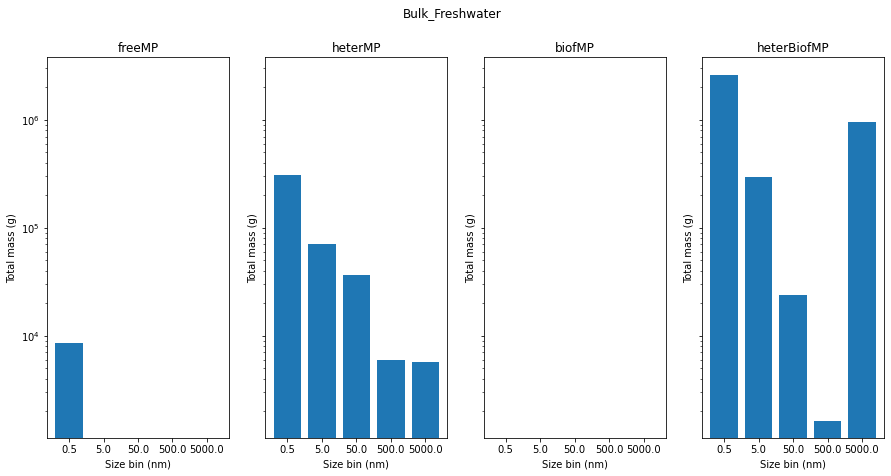 Bulk_Freshwater
freeMP
heterMP
biofMP
heterBiofMP
Total mass (g)
Total mass (g)
Total mass (g)
Total mass (g)
10^6
10^5
10^4
0.5 5.0 50.0 500.0 5000.0
0.5 5.0 50.0 500.0 5000.0
0.5 5.0 50.0 500.0 5000.0
0.5 5.0 50.0 500.0 5000.0
Size bin (nm)
Size bin (nm)
Size bin (nm)
Size bin (nm)